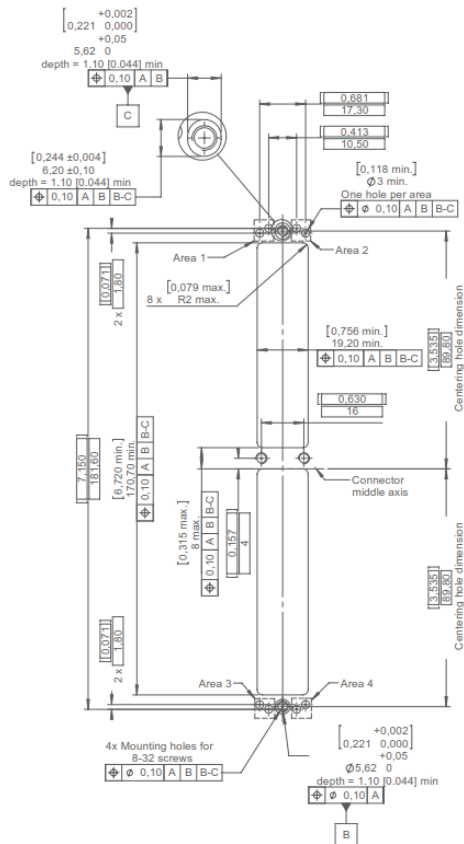 +0,002
[0,221 0,000]
+0,05
5,62 0
depth = 1,10 [0.044] min
⌖ 0,10 A B
C
0,681
17,30
0,413
10,50
[0,244 ±0,004]
6,20 ±0,10
depth = 1,10 [0.044] min
⌖ 0,10 A B B-C
[0,118 min.]
Ø 3 min.
One hole per area
⌖ Ø 0,10 A B B-C
Area 1
Area 2
[0,079 max.]
8 x R2 max.
[0,071]
2 x 1,80
[0,756 min.]
19,20 min.
⌖ 0,10 A B B-C
[3,535]
89,80
Centering hole dimension
0,630
16
7,150
181,60
[6,720 min.]
170,70 min.
⌖ 0,10 A B B-C
Connector
middle axis
[0,315 max.]
8 max.
⌖ 0,10 A B B-C
0,157
4
[3,535]
89,80
Centering hole dimension
[0,071]
2 x 1,80
Area 3
Area 4
4x Mounting holes for
8-32 screws
⌖ Ø 0,10 A B B-C
+0,002
[0,221 0,000]
+0,05
Ø5,62 0
depth = 1,10 [0.044] min
⌖ Ø 0,10 A
B